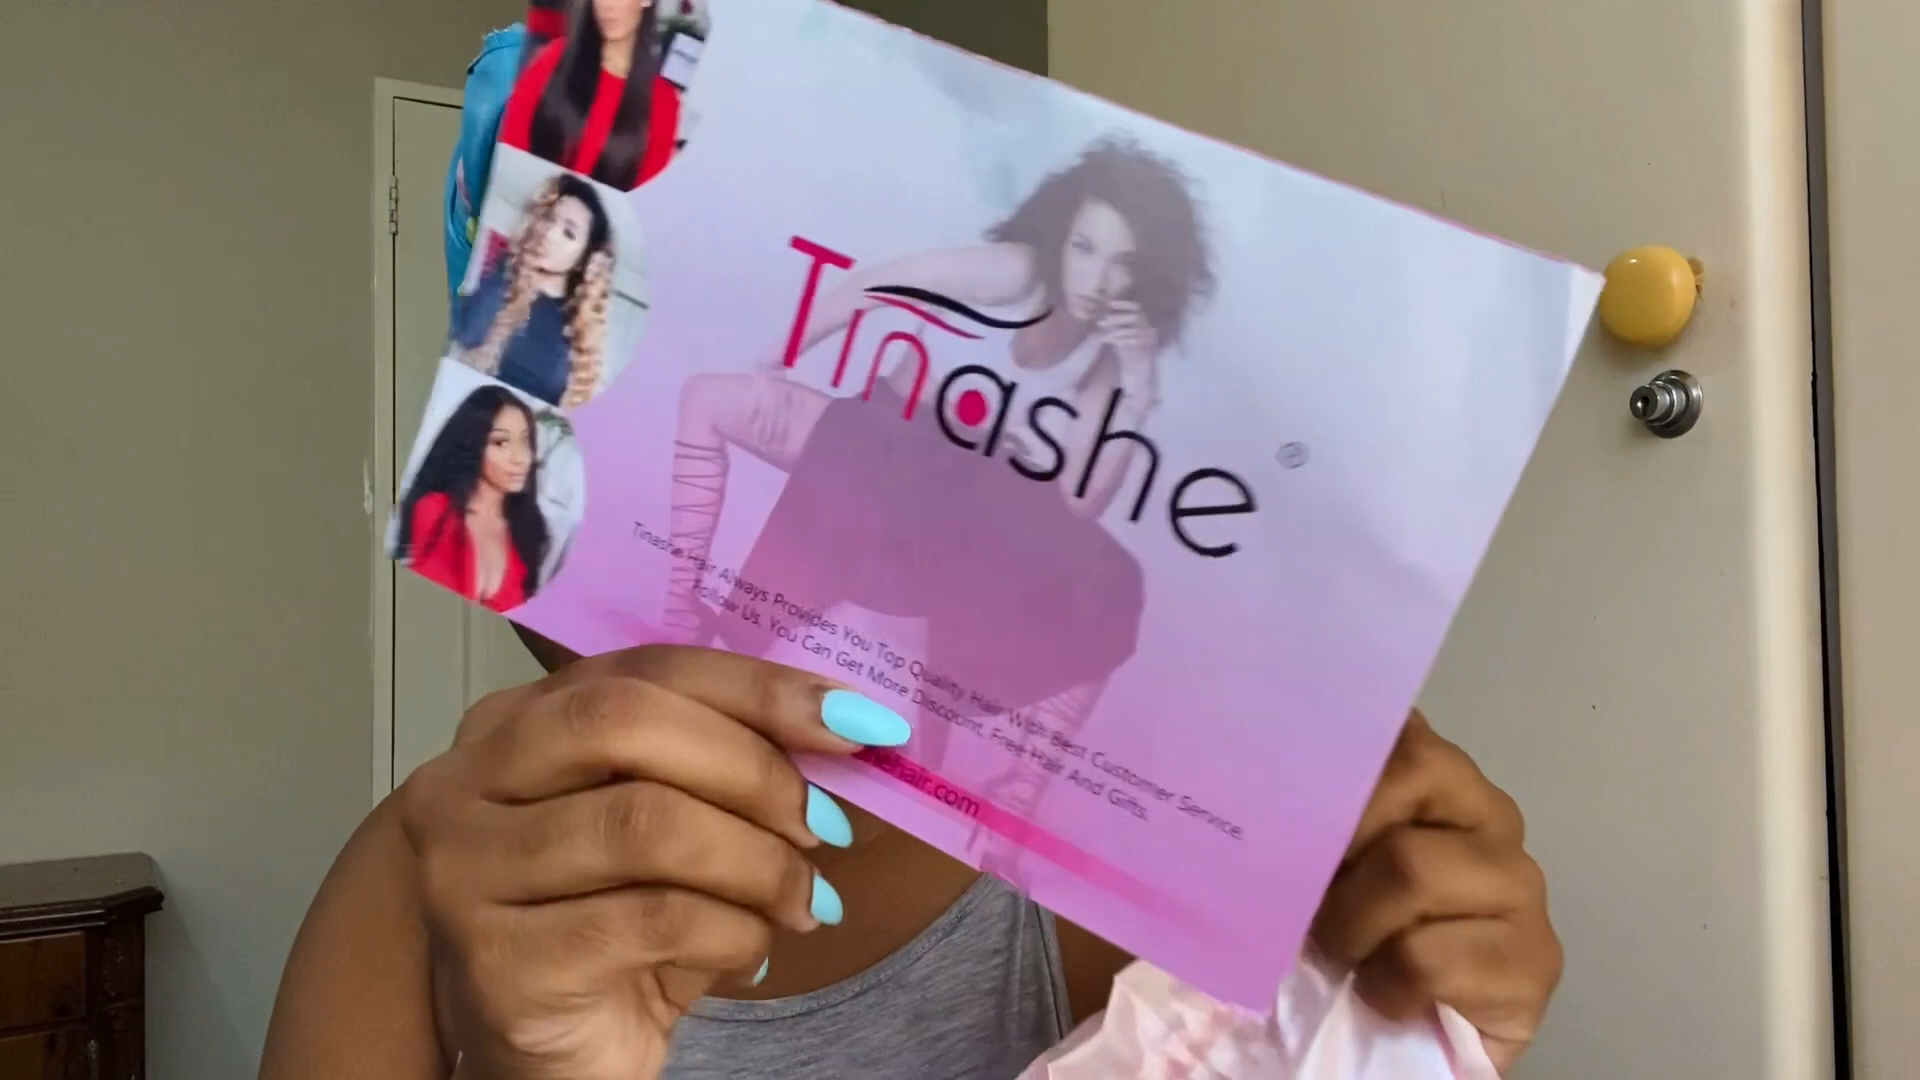 Tinashe ®
Tinashe Hair Always Provides You Top Quality Hair With Best Customer Service.
Follow Us, You Can Get More Discount, Free Hair And Gifts.
hehair.com